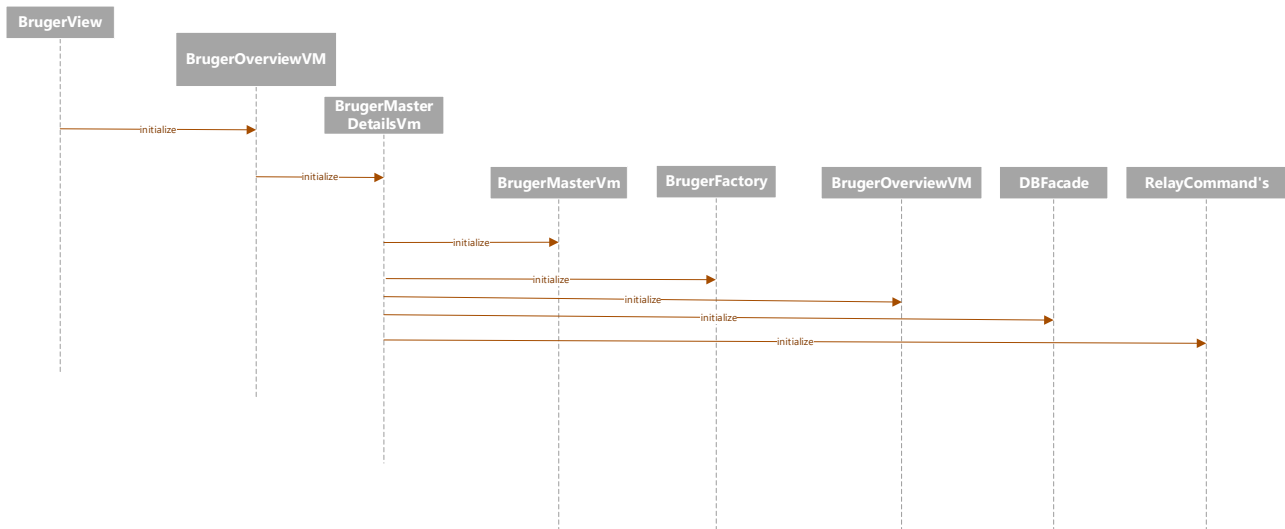 BrugerView
BrugerOverviewVM
BrugerMaster
DetailsVm
initialize
initialize
BrugerMasterVm
BrugerFactory
BrugerOverviewVM
DBFacade
RelayCommand's
initialize
initialize
initialize
initialize
initialize